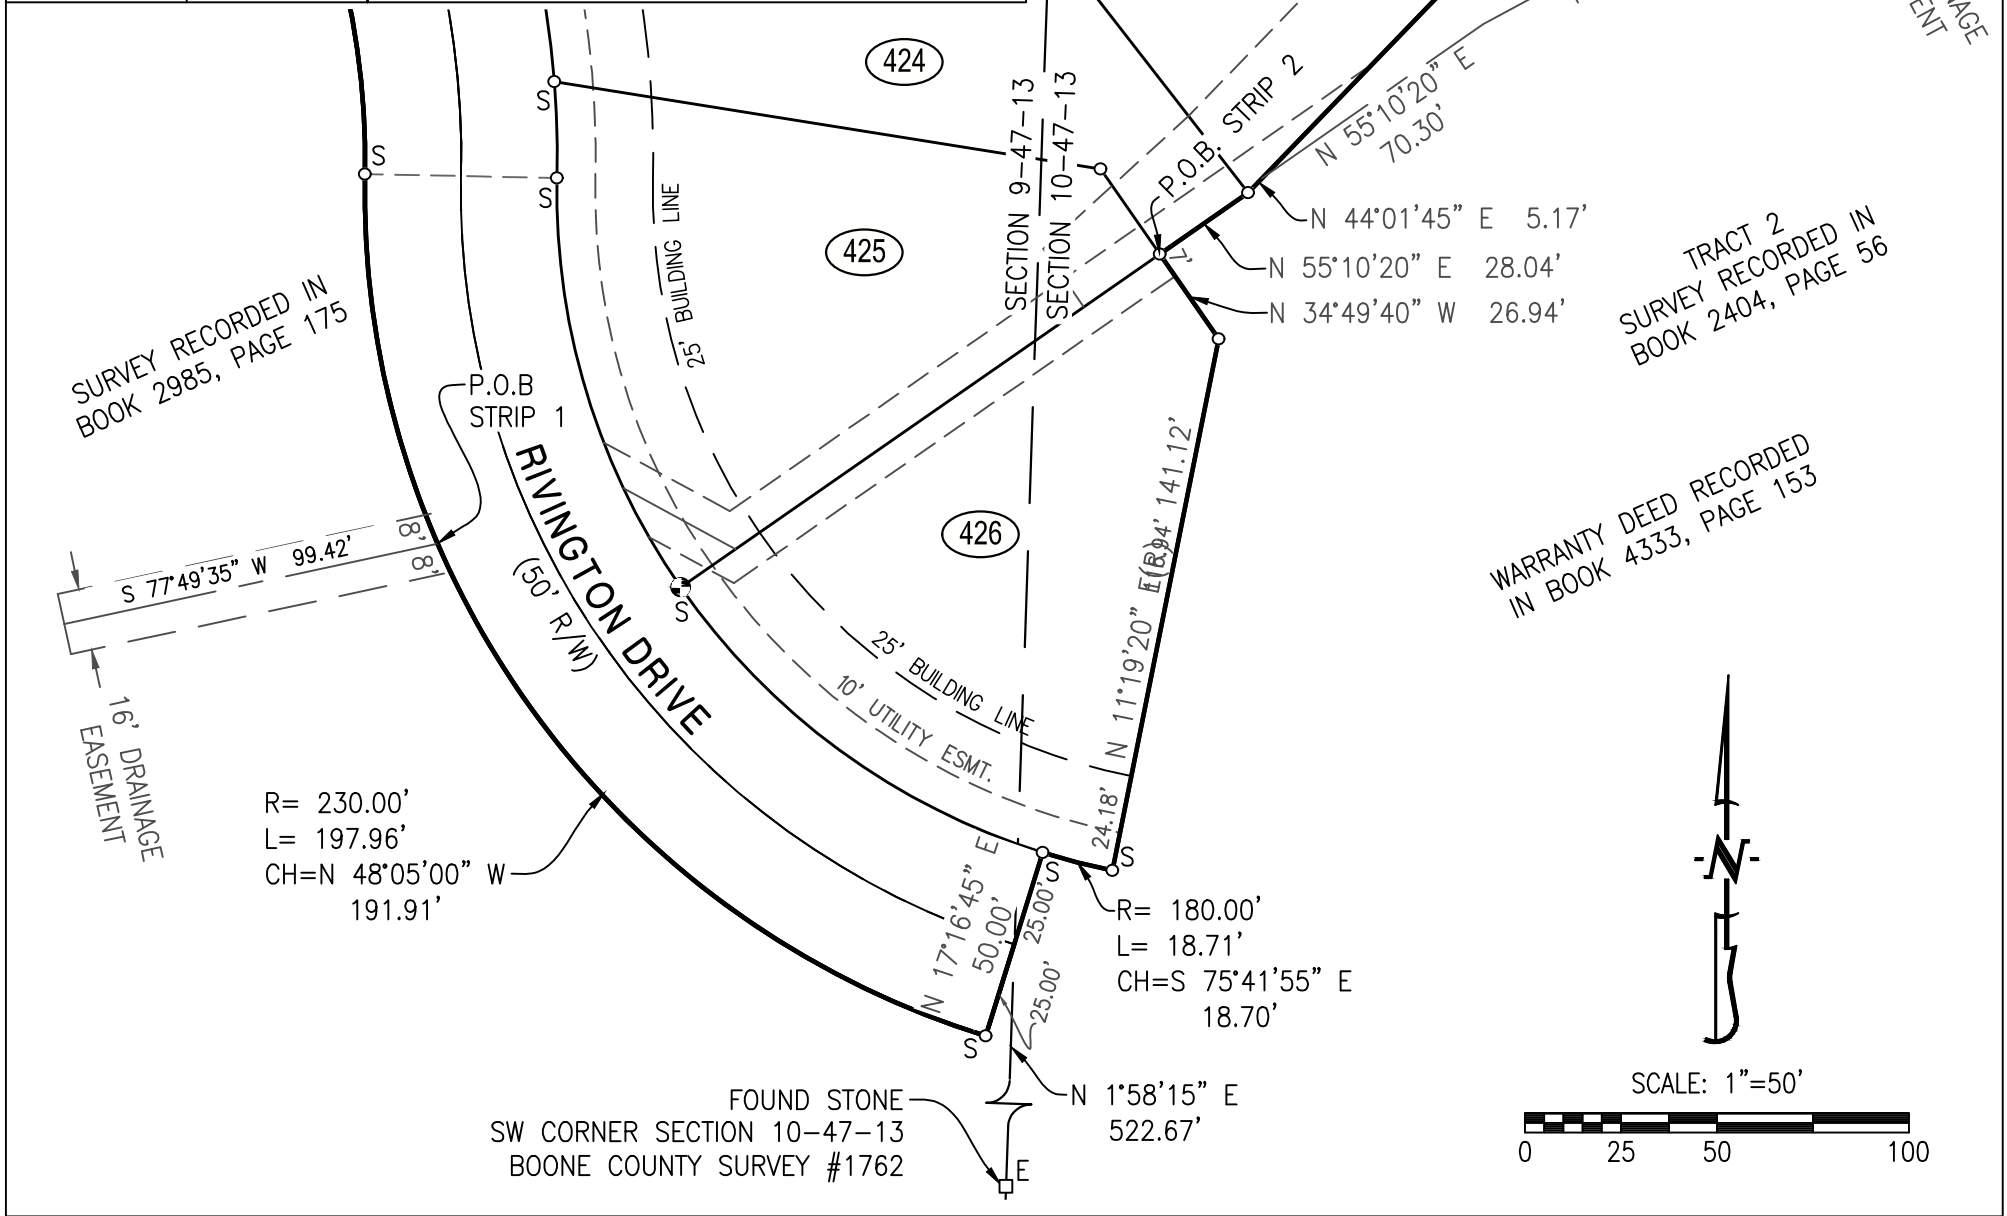 424
S
S
S
SECTION 9-47-13
SECTION 10-47-13
P.O.B. STRIP 2
N 55°10'20" E
70.30'
N 44°01'45" E 5.17'
N 55°10'20" E 28.04'
N 34°49'40" W 26.94'
7'
TRACT 2
SURVEY RECORDED IN
BOOK 2404, PAGE 56
425
25' BUILDING LINE
SURVEY RECORDED IN
BOOK 2985, PAGE 175
P.O.B
STRIP 1
RIVINGTON DRIVE
(50' R/W)
8'
8'
S 77°49'35" W 99.42'
16' DRAINAGE
EASEMENT
S
426
N 11°19'20" E
141.12'
24.18'
WARRANTY DEED RECORDED
IN BOOK 4333, PAGE 153
25' BUILDING LINE
10' UTILITY ESMT.
R= 230.00'
L= 197.96'
CH=N 48°05'00" W
191.91'
N 17°16'45" E
50.00'
25.00'
25.00'
S
S
S
R= 180.00'
L= 18.71'
CH=S 75°41'55" E
18.70'
N 1°58'15" E
522.67'
FOUND STONE
SW CORNER SECTION 10-47-13
BOONE COUNTY SURVEY #1762
E
N
SCALE: 1"=50'
0 25 50 100